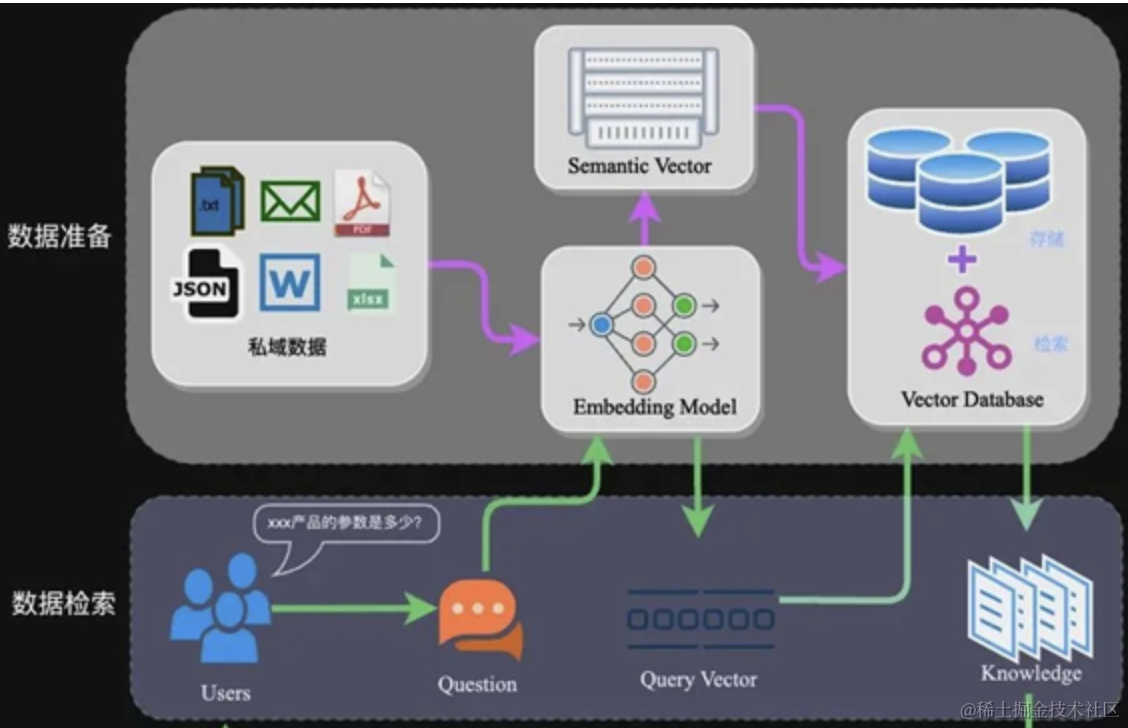 数据准备
.txt
PDF
JSON
W
xlsx
私域数据
Semantic Vector
Embedding Model
存储
检索
Vector Database
数据检索
xxx产品的参数是多少？
Users
Question
Query Vector
Knowledge
@稀土掘金技术社区